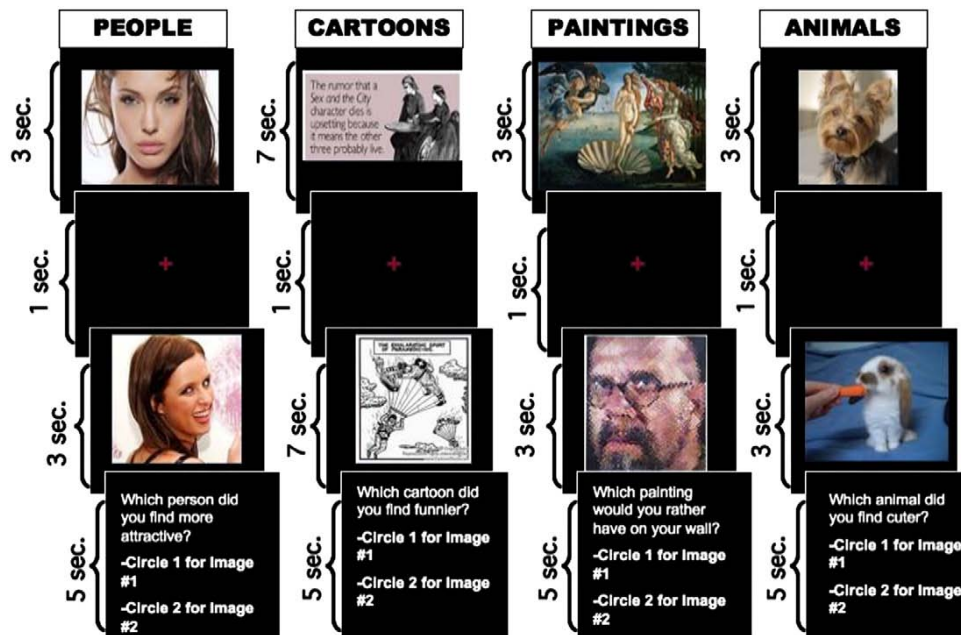 PEOPLE
CARTOONS
PAINTINGS
ANIMALS
3 sec.
7 sec.
3 sec.
3 sec.
The rumor that a
Sex and the City
character dies is
upsetting because
it means the other
three probably live.
1 sec.
1 sec.
1 sec.
1 sec.
3 sec.
7 sec.
3 sec.
3 sec.
5 sec.
Which person did
you find more
attractive?
-Circle 1 for Image
#1
-Circle 2 for Image
#2
5 sec.
Which cartoon did
you find funnier?
-Circle 1 for Image
#1
-Circle 2 for Image
#2
5 sec.
Which painting
would you rather
have on your wall?
-Circle 1 for Image
#1
-Circle 2 for Image
#2
5 sec.
Which animal did
you find cuter?
-Circle 1 for Image
#1
-Circle 2 for Image
#2